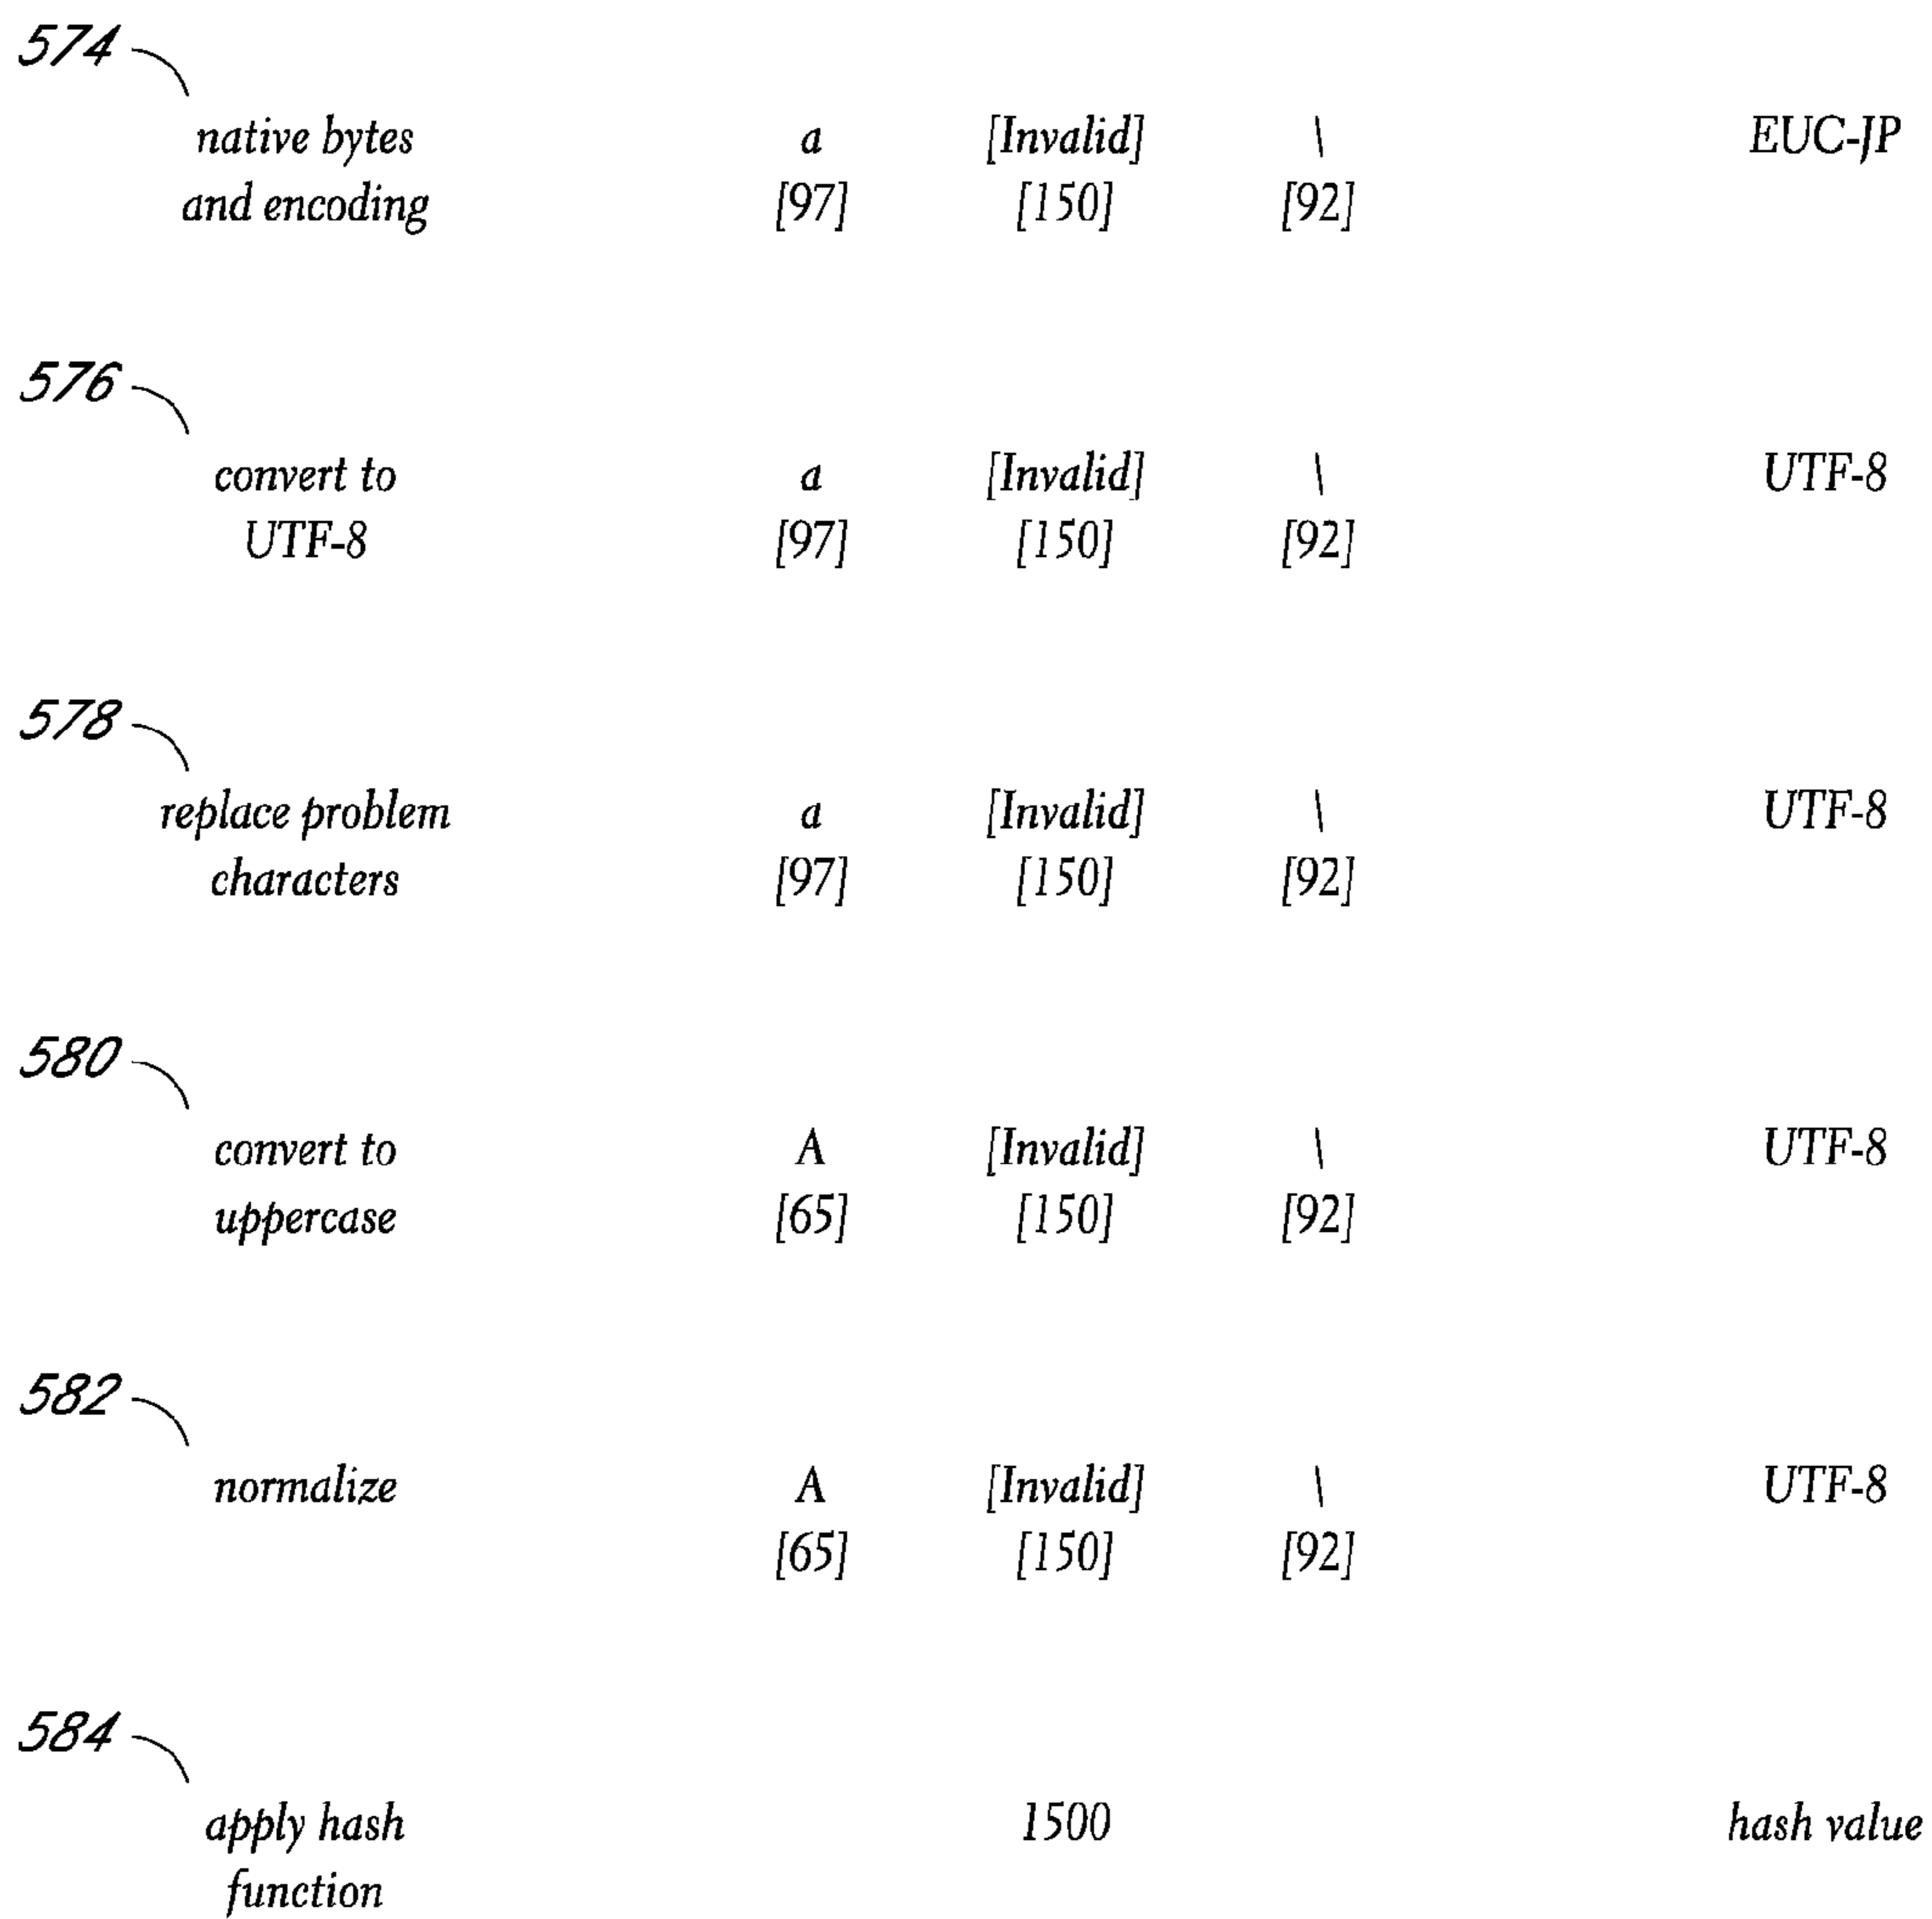 574
native bytes a [Invalid] \ EUC-JP
and encoding [97] [150] [92]
576
convert to a [Invalid] \ UTF-8
UTF-8 [97] [150] [92]
578
replace problem a [Invalid] \ UTF-8
characters [97] [150] [92]
580
convert to A [Invalid] \ UTF-8
uppercase [65] [150] [92]
582
normalize A [Invalid] \ UTF-8
[65] [150] [92]
584
apply hash 1500 hash value
function